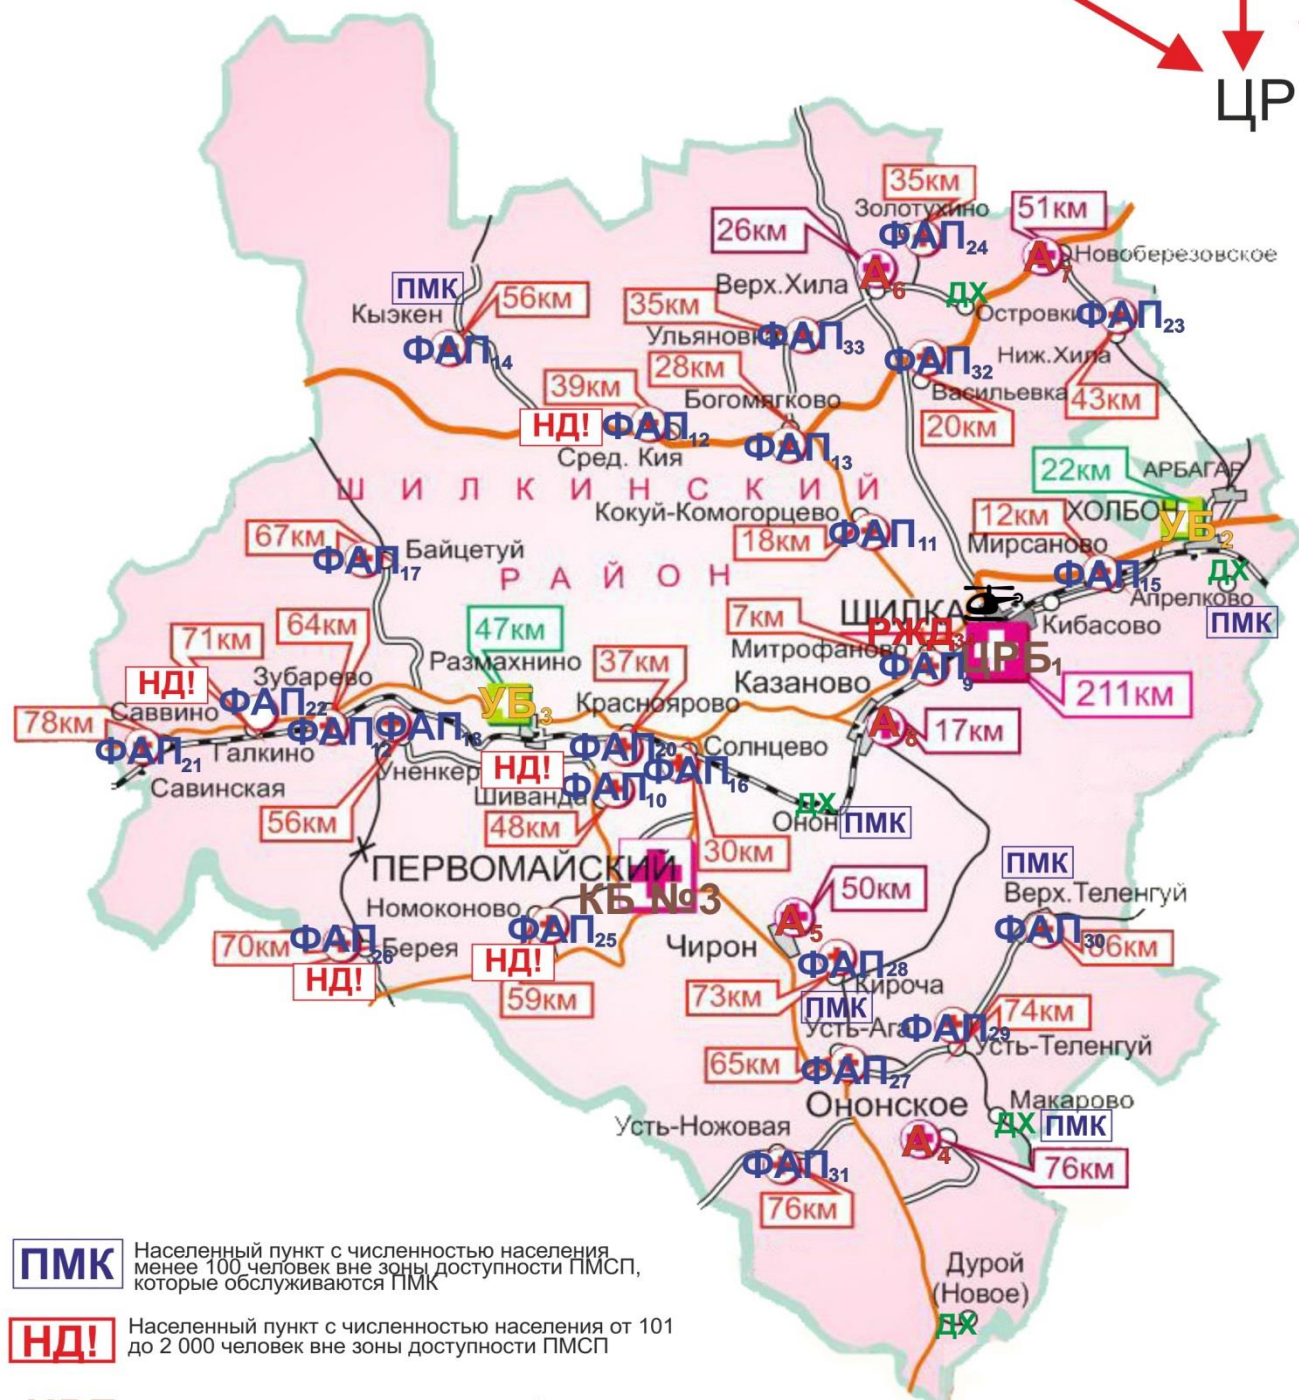 ЦР
35км
Золотухино
ФАП24
51км
26км
А7
Новоберезовское
А6
Верх.Хила
ДХ
ПМК
Кыэкен
56км
35км
Островки
ФАП23
Ульяновка
ФАП33
ФАП14
28км
ФАП32
Ниж.Хила
39км
Богомягково
Васильевка
43км
НД!
ФАП12
20км
ФАП13
Сред. Кия
22км
АРБАГАР
ШИЛКИНСКИЙ
Кокуй-Комогорцево
12км
ХОЛБОН
УБ2
67км
Байцетуй
18км
ФАП11
Мирсаново
ФАП17
РАЙОН
ФАП15
ДХ
Апрелково
64км
47км
7км
ШИЛКА
Кибасово
ПМК
71км
РЖД34
Зубарево
Размахнино
37км
Митрофаново
ЦРБ1
НД!
ФАП9
Казаново
211км
78км
Саввино
ФАП22
УБ3
Красноярово
А8
17км
ФАП21
ФАП12
ФАП18
ФАП20
Солнцево
Галкино
Уненкер
НД!
ФАП16
Савинская
Шиванда
ФАП10
ДХ
56км
48км
Онон
ПМК
30км
ПЕРВОМАЙСКИЙ
ПМК
50км
КБ №3
Верх.Теленгуй
Номоконово
А5
70км
ФАП26
Берея
ФАП25
Чирон
ФАП30
86км
НД!
НД!
ФАП28
59км
73км
Кироча
ПМК
74км
Усть-Ага
ФАП29
Усть-Теленгуй
65км
ФАП27
Ононское
Макарово
Усть-Ножовая
ДХ
ПМК
А4
ФАП31
76км
76км
ПМК
Населенный пункт с численностью населения
менее 100 человек вне зоны доступности ПМСП,
которые обслуживаются ПМК
Дурой
(Новое)
ДХ
НД!
Населенный пункт с численностью населения от 101
до 2 000 человек вне зоны доступности ПМСП